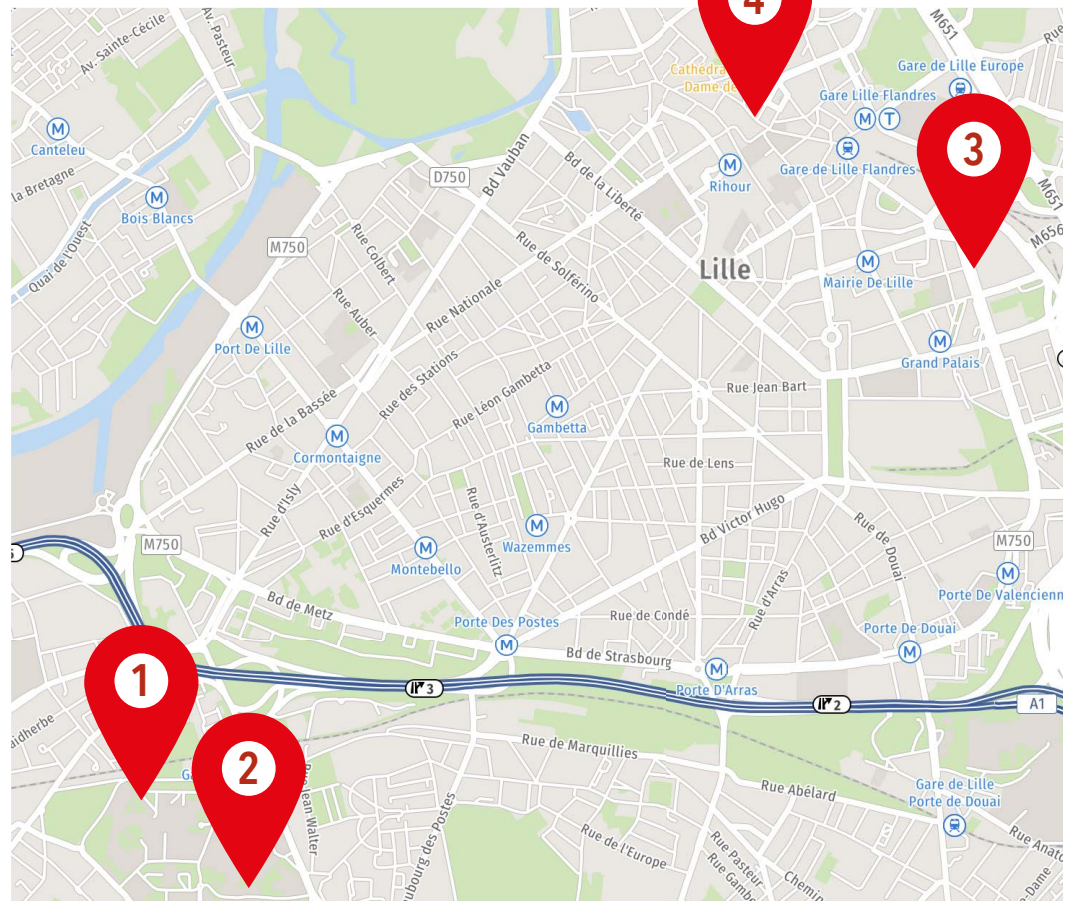 4
M651
Rue
Av. Pasteur
Av. Sainte-Cécile
Gare de Lille Europe
Cathédra
Dame de
Gare Lille Flandres
M
T
M
Canteleu
3
Bd Vauban
Bd de la Liberté
M
Rihour
Gare de Lille Flandres
D750
la Bretagne
M
Bois Blancs
M651
M656
Quai de l'Ouest
M750
Rue Colbert
Rue de Solférino
Lille
M
Mairie De Lille
Rue Nationale
Rue Auber
M
Port De Lille
M
Grand Palais
Rue des Stations
Rue Léon Gambetta
Rue Jean Bart
Rue de la Bassée
M
Gambetta
M
Cormontaigne
Rue de Lens
Rue d'Isly
Rue d'Esquermes
Rue d'Austerlitz
M
Wazemmes
Bd Victor Hugo
Rue de Douai
M750
M750
M
Montebello
M
Porte De Valencienn
Rue d'Arras
Bd de Metz
Rue de Condé
Porte Des Postes
M
Porte De Douai
M
Bd de Strasbourg
M
Porte D'Arras
1
3
2
A1
aidherbe
Rue de Marquillies
2
Ga
Rue Jean Walter
Rue Abélard
Gare de Lille
Porte de Douai
ubourg des Postes
Rue de l'Europe
Rue Pasteur
Rue Gambe
Chemin
Rue Anato
-Dame